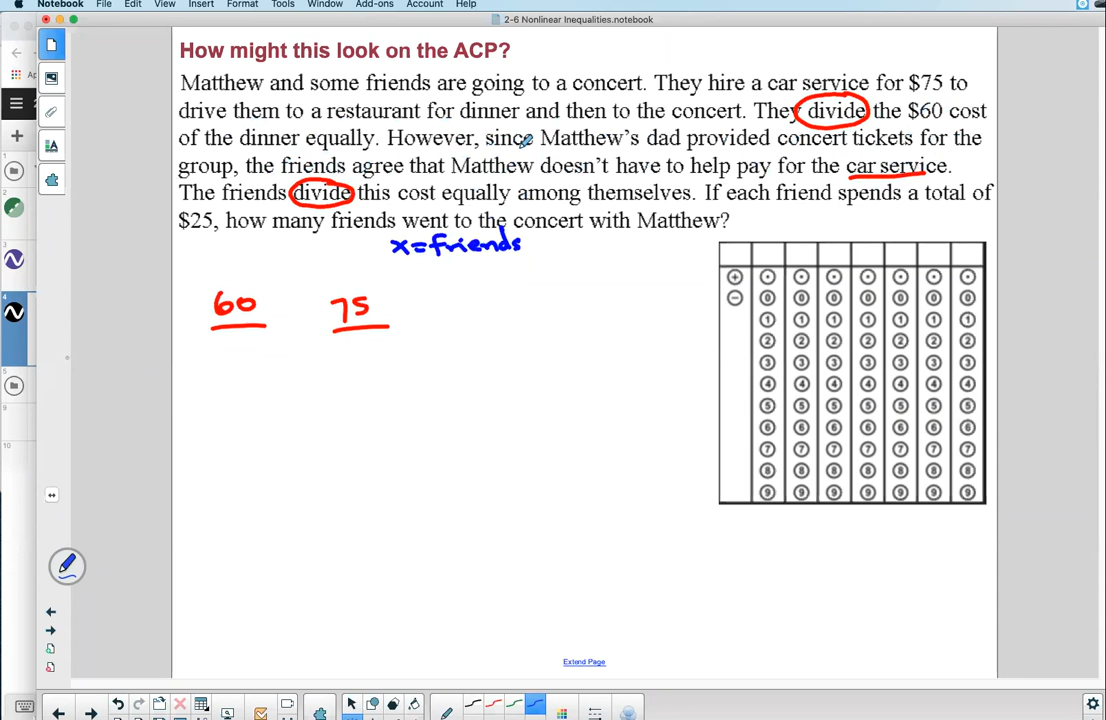 Notebook File Edit View Insert Format Tools Window Add-ons Account Help
2-6 Nonlinear Inequalities.notebook
How might this look on the ACP?
Matthew and some friends are going to a concert. They hire a car service for $75 to
drive them to a restaurant for dinner and then to the concert. They divide the $60 cost
of the dinner equally. However, since Matthew's dad provided concert tickets for the
group, the friends agree that Matthew doesn't have to help pay for the car service.
The friends divide this cost equally among themselves. If each friend spends a total of
$25, how many friends went to the concert with Matthew?
x=friends
60 75
+ • • • • • • •
− 0 0 0 0 0 0 0
1 1 1 1 1 1 1
2 2 2 2 2 2 2
3 3 3 3 3 3 3
4 4 4 4 4 4 4
5 5 5 5 5 5 5
6 6 6 6 6 6 6
7 7 7 7 7 7 7
8 8 8 8 8 8 8
9 9 9 9 9 9 9
1
2
3
4
5
9
10
Extend Page